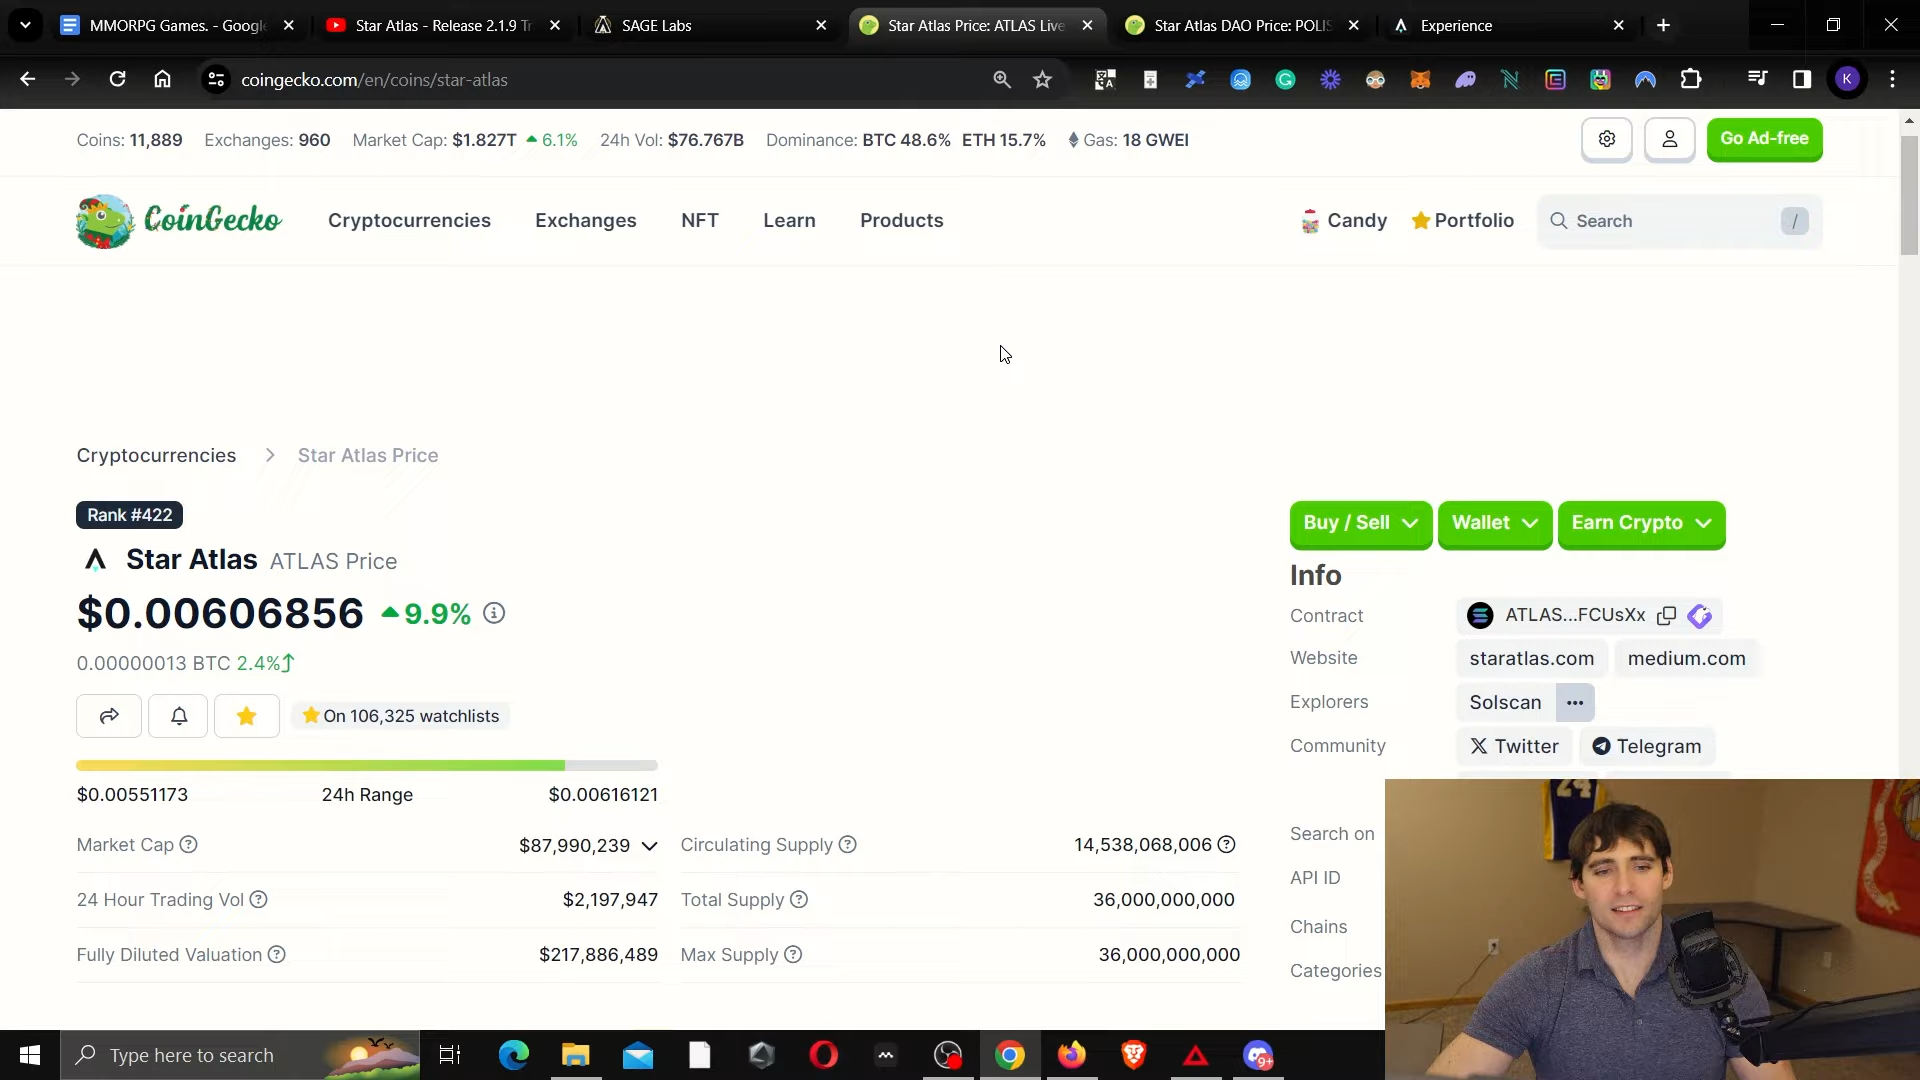 MMORPG Games. - Google
Star Atlas - Release 2.1.9 Tr
SAGE Labs
Star Atlas Price: ATLAS Live
Star Atlas DAO Price: POLIS
Experience
coingecko.com/en/coins/star-atlas
K
Coins: 11,889 Exchanges: 960 Market Cap: $1.827T 6.1% 24h Vol: $76.767B Dominance: BTC 48.6% ETH 15.7% Gas: 18 GWEI
Go Ad-free
CoinGecko
Cryptocurrencies Exchanges NFT Learn Products
Candy Portfolio Search /
Cryptocurrencies > Star Atlas Price
Rank #422
Star Atlas ATLAS Price
$0.00606856 9.9%
0.00000013 BTC 2.4%
On 106,325 watchlists
$0.00551173 24h Range $0.00616121
Market Cap $87,990,239
Circulating Supply 14,538,068,006
24 Hour Trading Vol $2,197,947
Total Supply 36,000,000,000
Fully Diluted Valuation $217,886,489
Max Supply 36,000,000,000
Buy / Sell Wallet Earn Crypto
Info
Contract ATLAS...FCUsXx
Website staratlas.com medium.com
Explorers Solscan
Community Twitter Telegram
Search on
API ID
Chains
Categories
24
Type here to search
9+